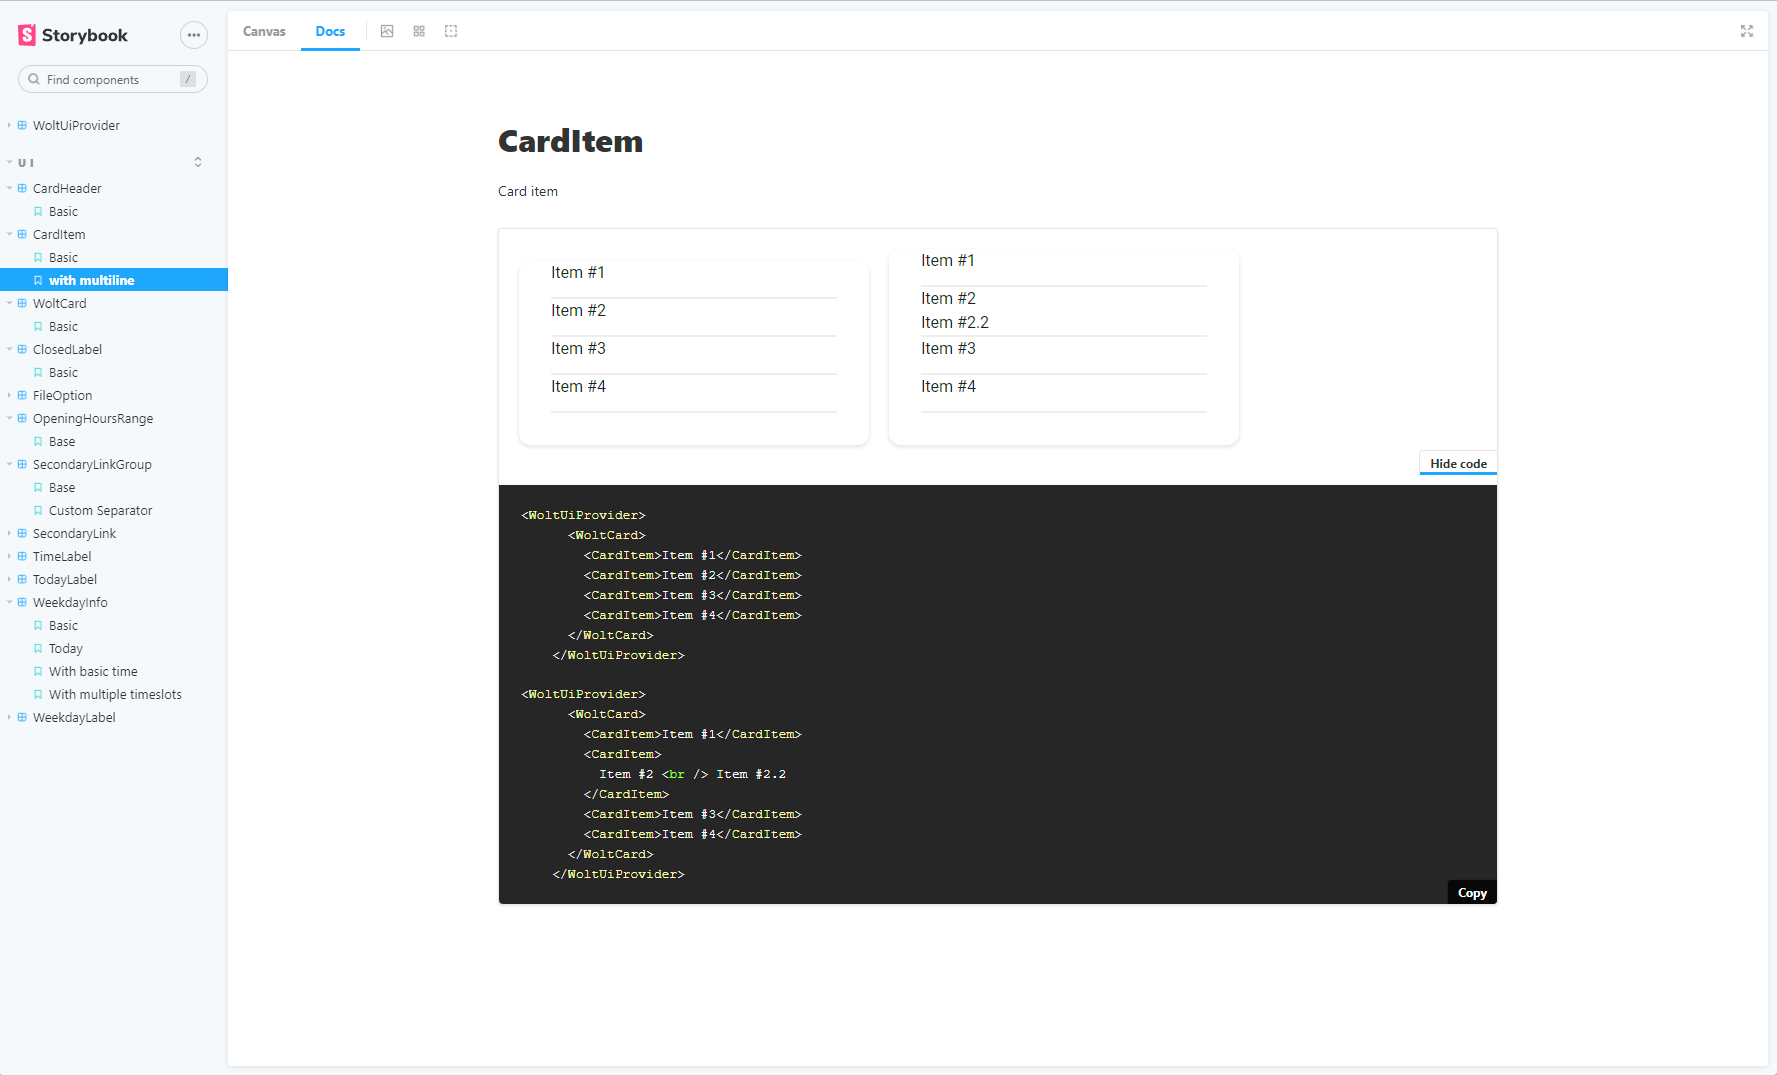 Storybook
Find components
/
WoltUiProvider
UI
CardHeader
Basic
CardItem
Basic
with multiline
WoltCard
Basic
ClosedLabel
Basic
FileOption
OpeningHoursRange
Base
SecondaryLinkGroup
Base
Custom Separator
SecondaryLink
TimeLabel
TodayLabel
WeekdayInfo
Basic
Today
With basic time
With multiple timeslots
WeekdayLabel
Canvas
Docs
CardItem
Card item
Item #1
Item #2
Item #3
Item #4
Item #1
Item #2
Item #2.2
Item #3
Item #4
Hide code
<WoltUiProvider>
<WoltCard>
<CardItem>Item #1</CardItem>
<CardItem>Item #2</CardItem>
<CardItem>Item #3</CardItem>
<CardItem>Item #4</CardItem>
</WoltCard>
</WoltUiProvider>
<WoltUiProvider>
<WoltCard>
<CardItem>Item #1</CardItem>
<CardItem>
Item #2 <br /> Item #2.2
</CardItem>
<CardItem>Item #3</CardItem>
<CardItem>Item #4</CardItem>
</WoltCard>
</WoltUiProvider>
Copy